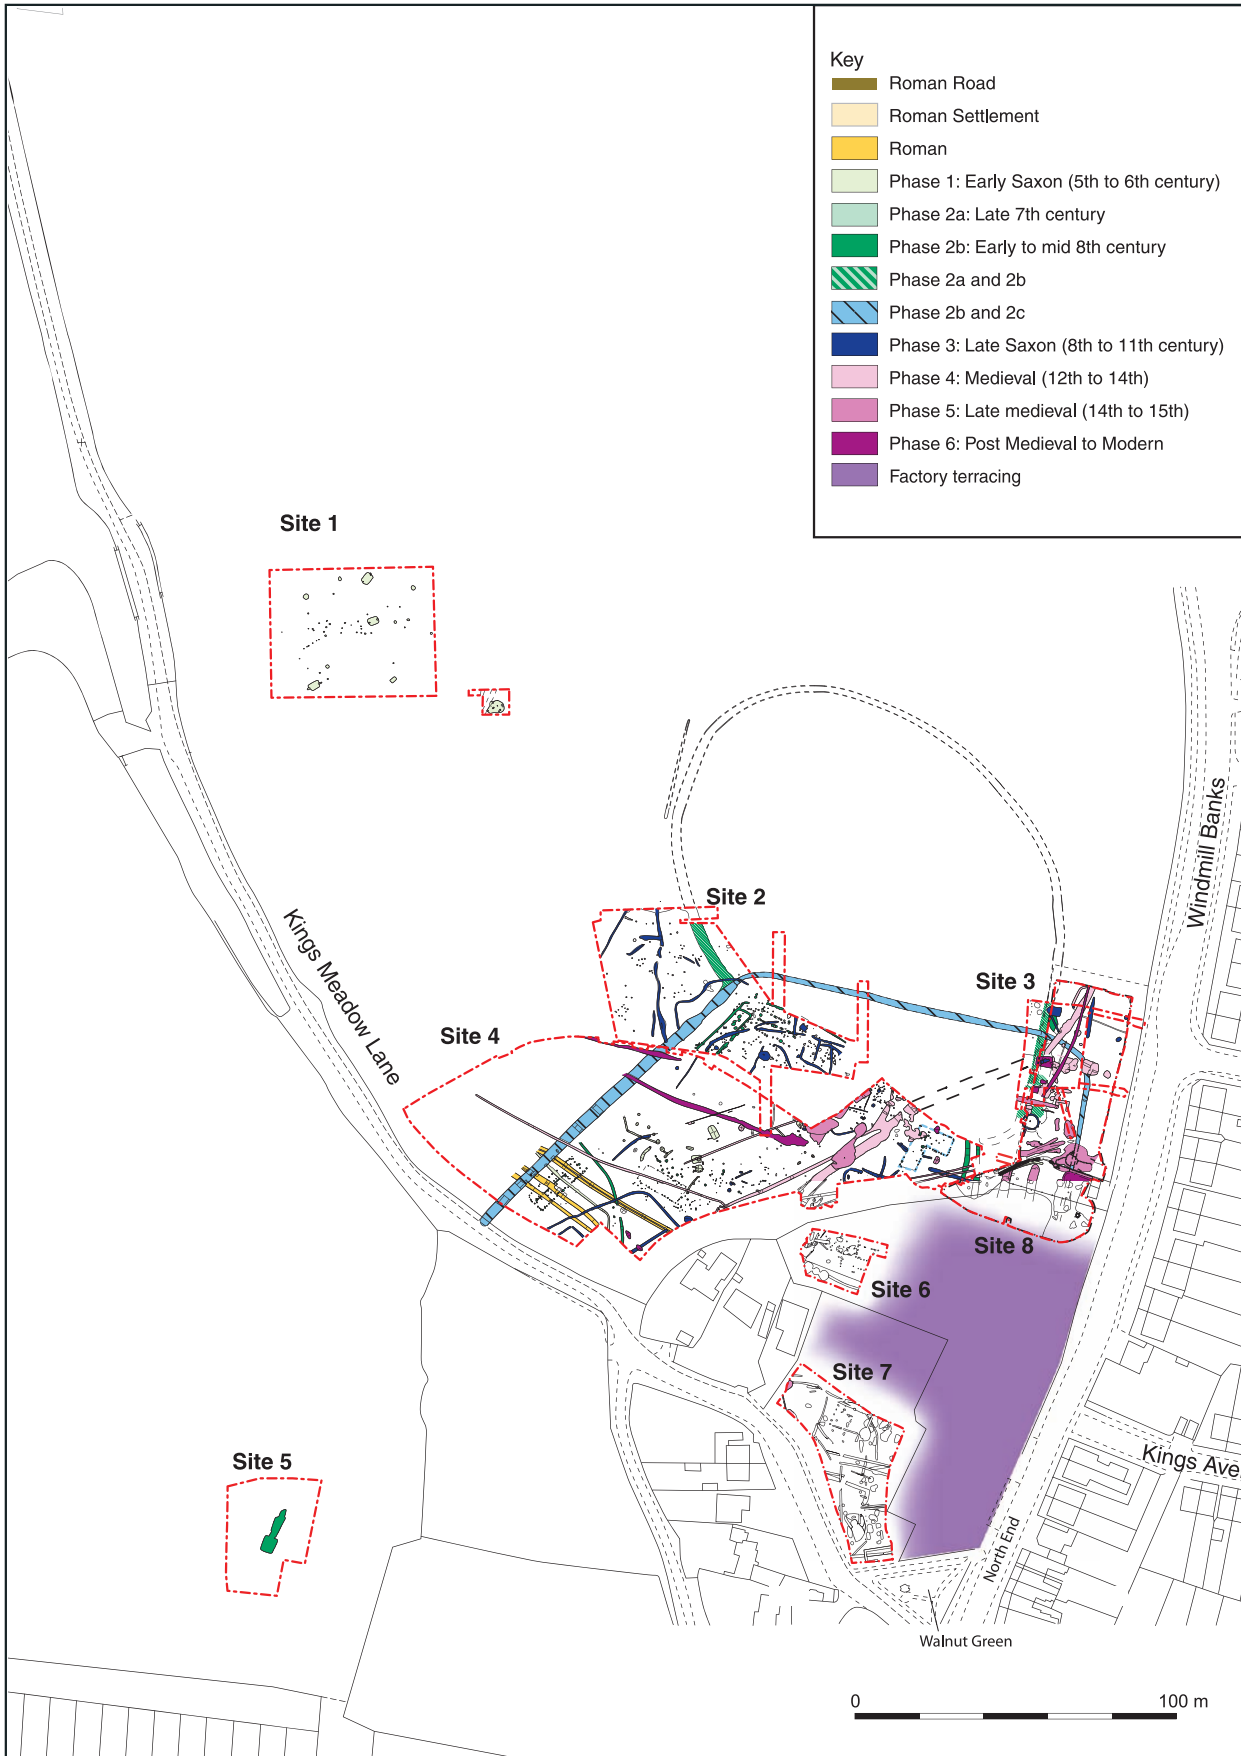 Key
Roman Road
Roman Settlement
Roman
Phase 1: Early Saxon (5th to 6th century)
Phase 2a: Late 7th century
Phase 2b: Early to mid 8th century
Phase 2a and 2b
Phase 2b and 2c
Phase 3: Late Saxon (8th to 11th century)
Phase 4: Medieval (12th to 14th)
Phase 5: Late medieval (14th to 15th)
Phase 6: Post Medieval to Modern
Factory terracing
Site 1
Windmill Banks
Site 2
Kings Meadow Lane
Site 3
Site 4
Site 8
Site 6
Site 7
Site 5
Kings Ave
North End
Walnut Green
0 100 m